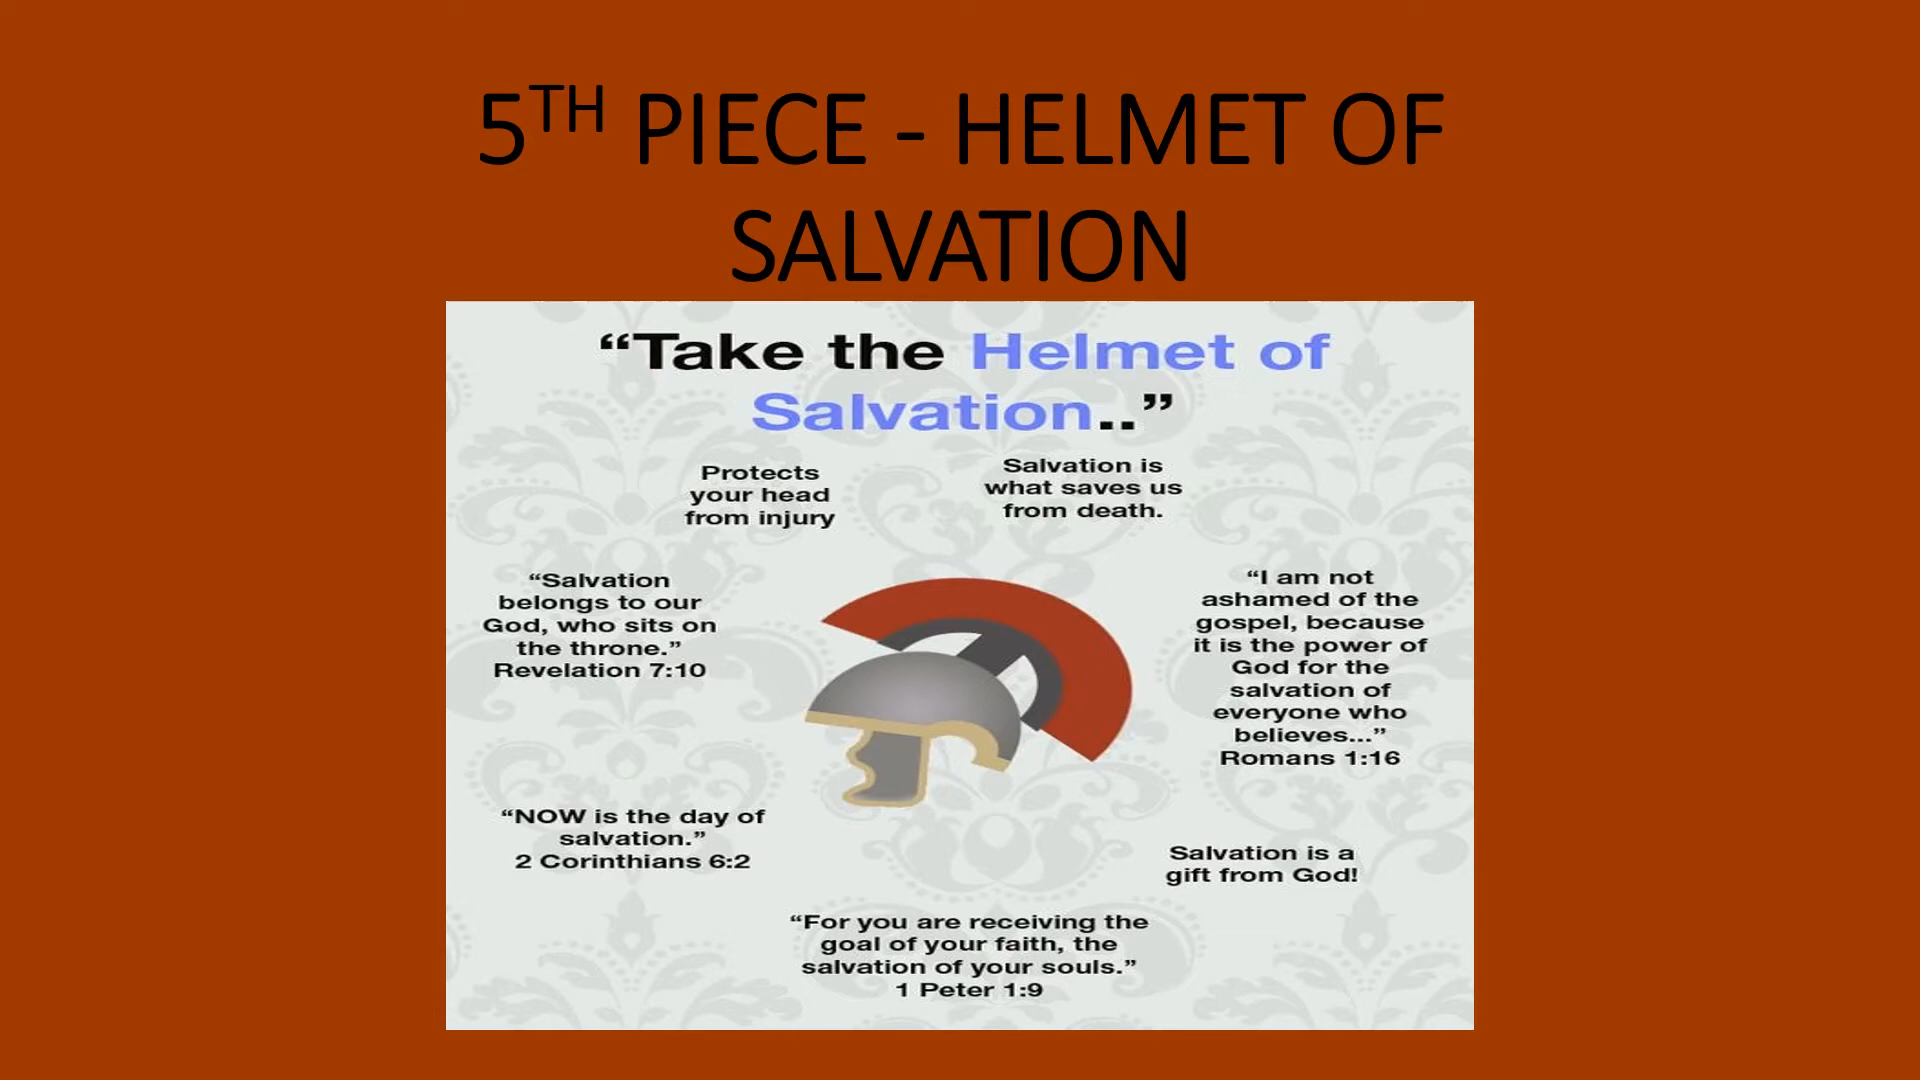 5TH PIECE - HELMET OF
SALVATION
“Take the Helmet of
Salvation..”
Protects
your head
from injury
Salvation is
what saves us
from death.
“Salvation
belongs to our
God, who sits on
the throne.”
Revelation 7:10
“I am not
ashamed of the
gospel, because
it is the power of
God for the
salvation of
everyone who
believes...”
Romans 1:16
“NOW is the day of
salvation.”
2 Corinthians 6:2
Salvation is a
gift from God!
“For you are receiving the
goal of your faith, the
salvation of your souls.”
1 Peter 1:9